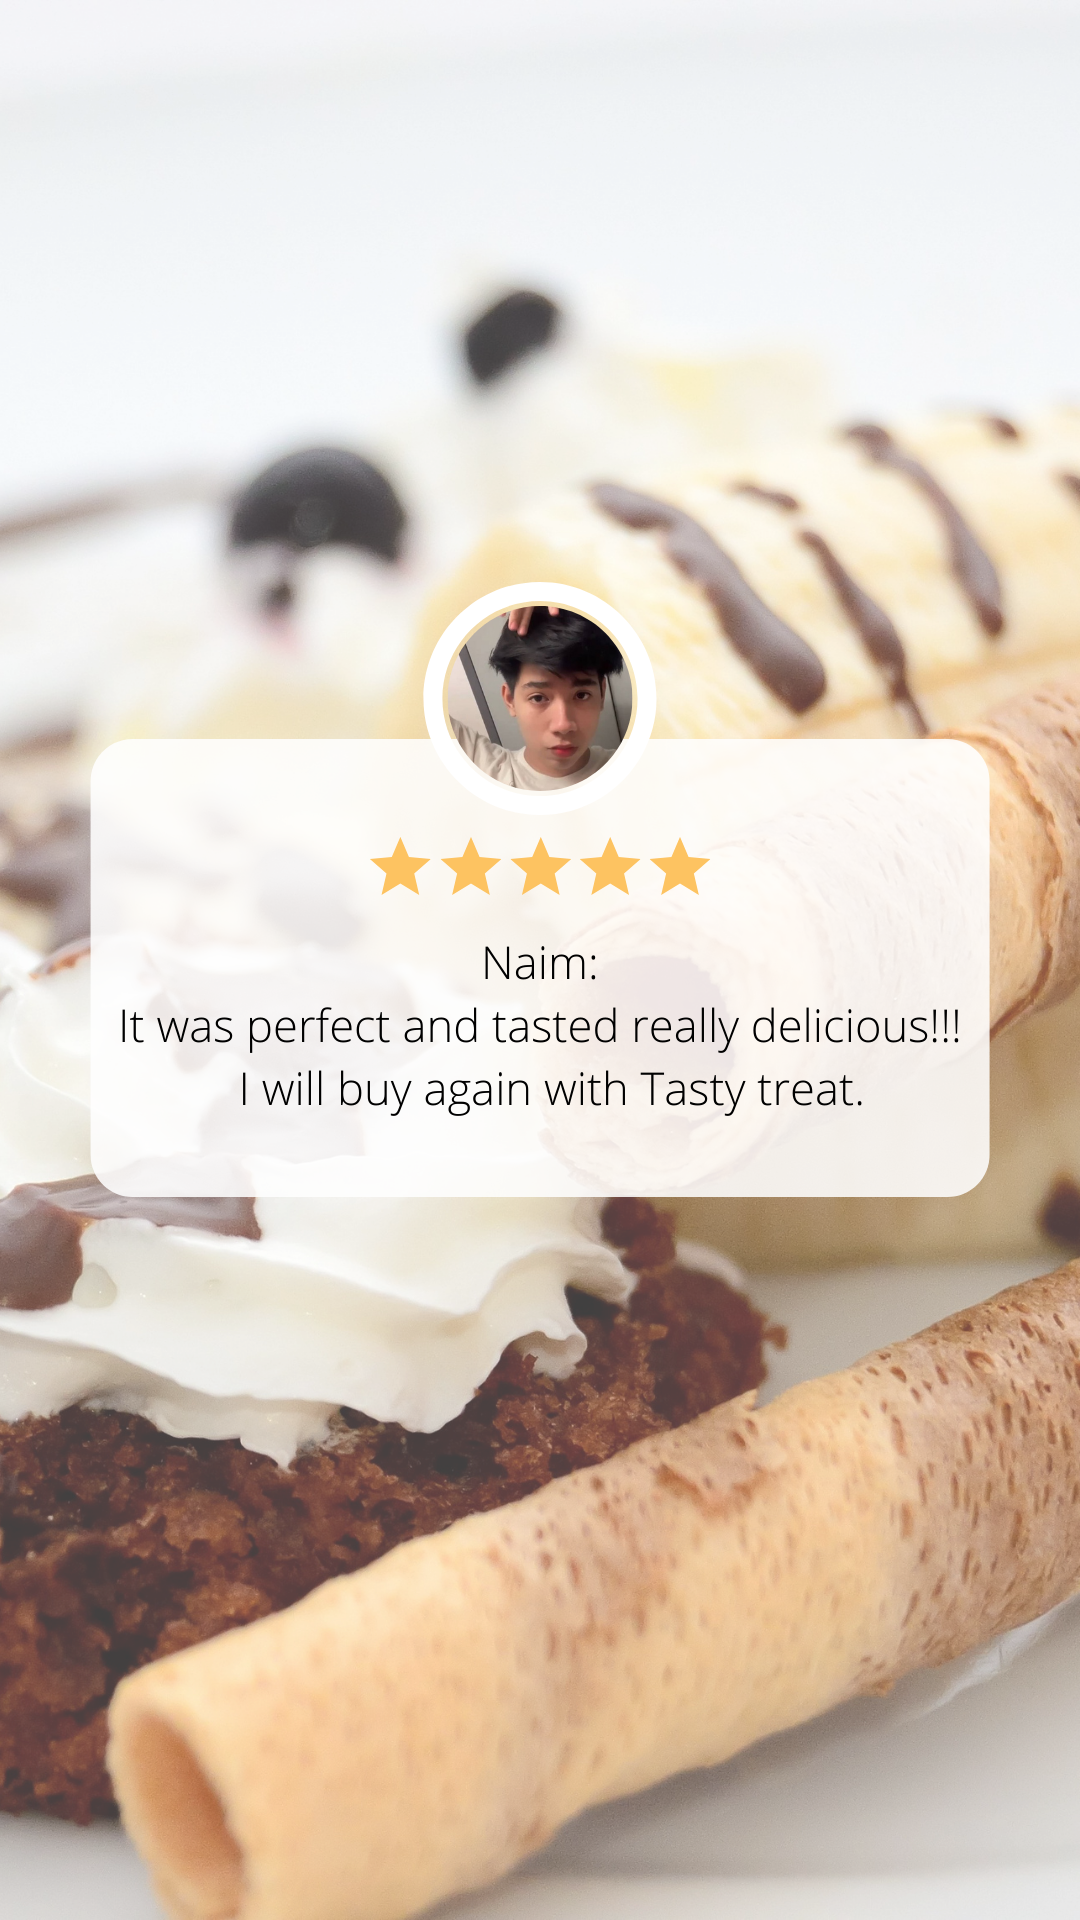 Naim:
It was perfect and tasted really delicious!!!
I will buy again with Tasty treat.